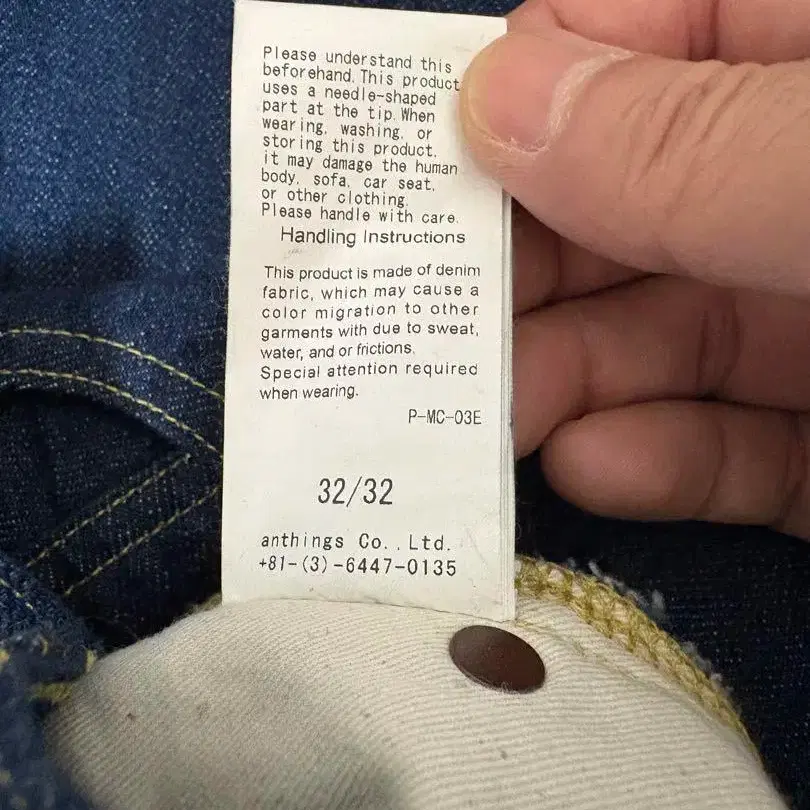 Please understand this
beforehand. This product
uses a needle-shaped
part at the tip. When
wearing, washing, or
storing this product,
it may damage the human
body, sofa, car seat,
or other clothing.
Please handle with care.
Handling Instructions
This product is made of denim
fabric, which may cause a
color migration to other
garments with due to sweat,
water, and or frictions.
Special attention required
when wearing.
P-MC-03E
32/32
anthings Co., Ltd.
+81-(3)-6447-0135